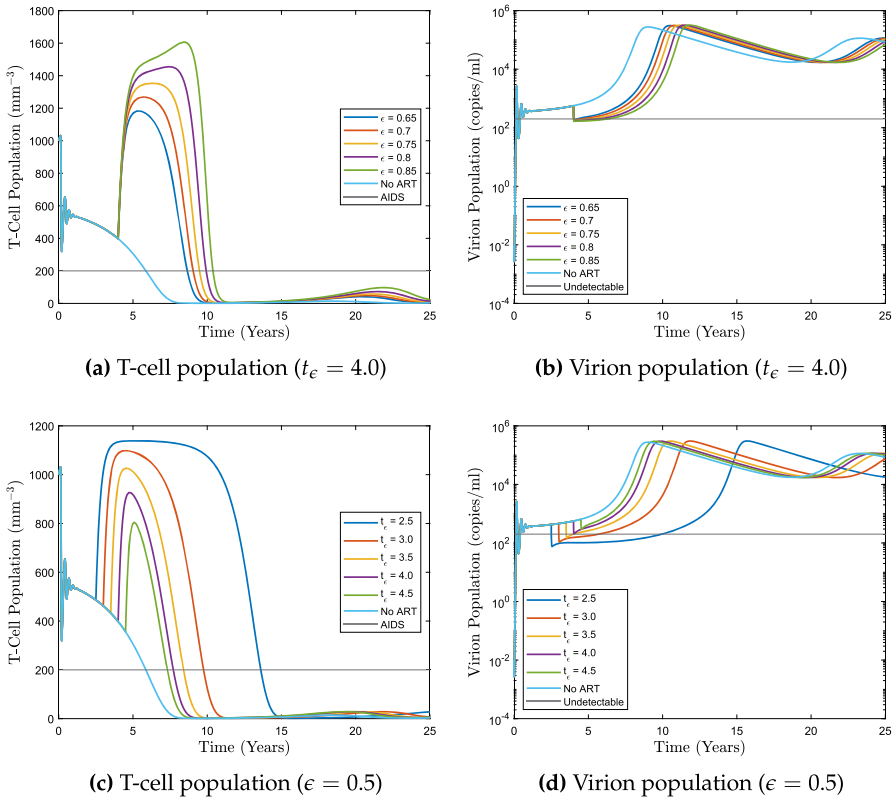 1800
1600
1400
1200
1000
800
600
400
200
0
T-Cell Population (mm⁻³)
ϵ = 0.65
ϵ = 0.7
ϵ = 0.75
ϵ = 0.8
ϵ = 0.85
No ART
AIDS
0 5 10 15 20 25
Time (Years)
(a) T-cell population (tϵ = 4.0)
10⁶
10⁴
10²
10⁰
10⁻²
10⁻⁴
Virion Population (copies/ml)
ϵ = 0.65
ϵ = 0.7
ϵ = 0.75
ϵ = 0.8
ϵ = 0.85
No ART
Undetectable
0 5 10 15 20 25
Time (Years)
(b) Virion population (tϵ = 4.0)
1200
1000
800
600
400
200
0
T-Cell Population (mm⁻³)
tϵ = 2.5
tϵ = 3.0
tϵ = 3.5
tϵ = 4.0
tϵ = 4.5
No ART
AIDS
0 5 10 15 20 25
Time (Years)
(c) T-cell population (ϵ = 0.5)
10⁶
10⁴
10²
10⁰
10⁻²
10⁻⁴
Virion Population (copies/ml)
tϵ = 2.5
tϵ = 3.0
tϵ = 3.5
tϵ = 4.0
tϵ = 4.5
No ART
Undetectable
0 5 10 15 20 25
Time (Years)
(d) Virion population (ϵ = 0.5)